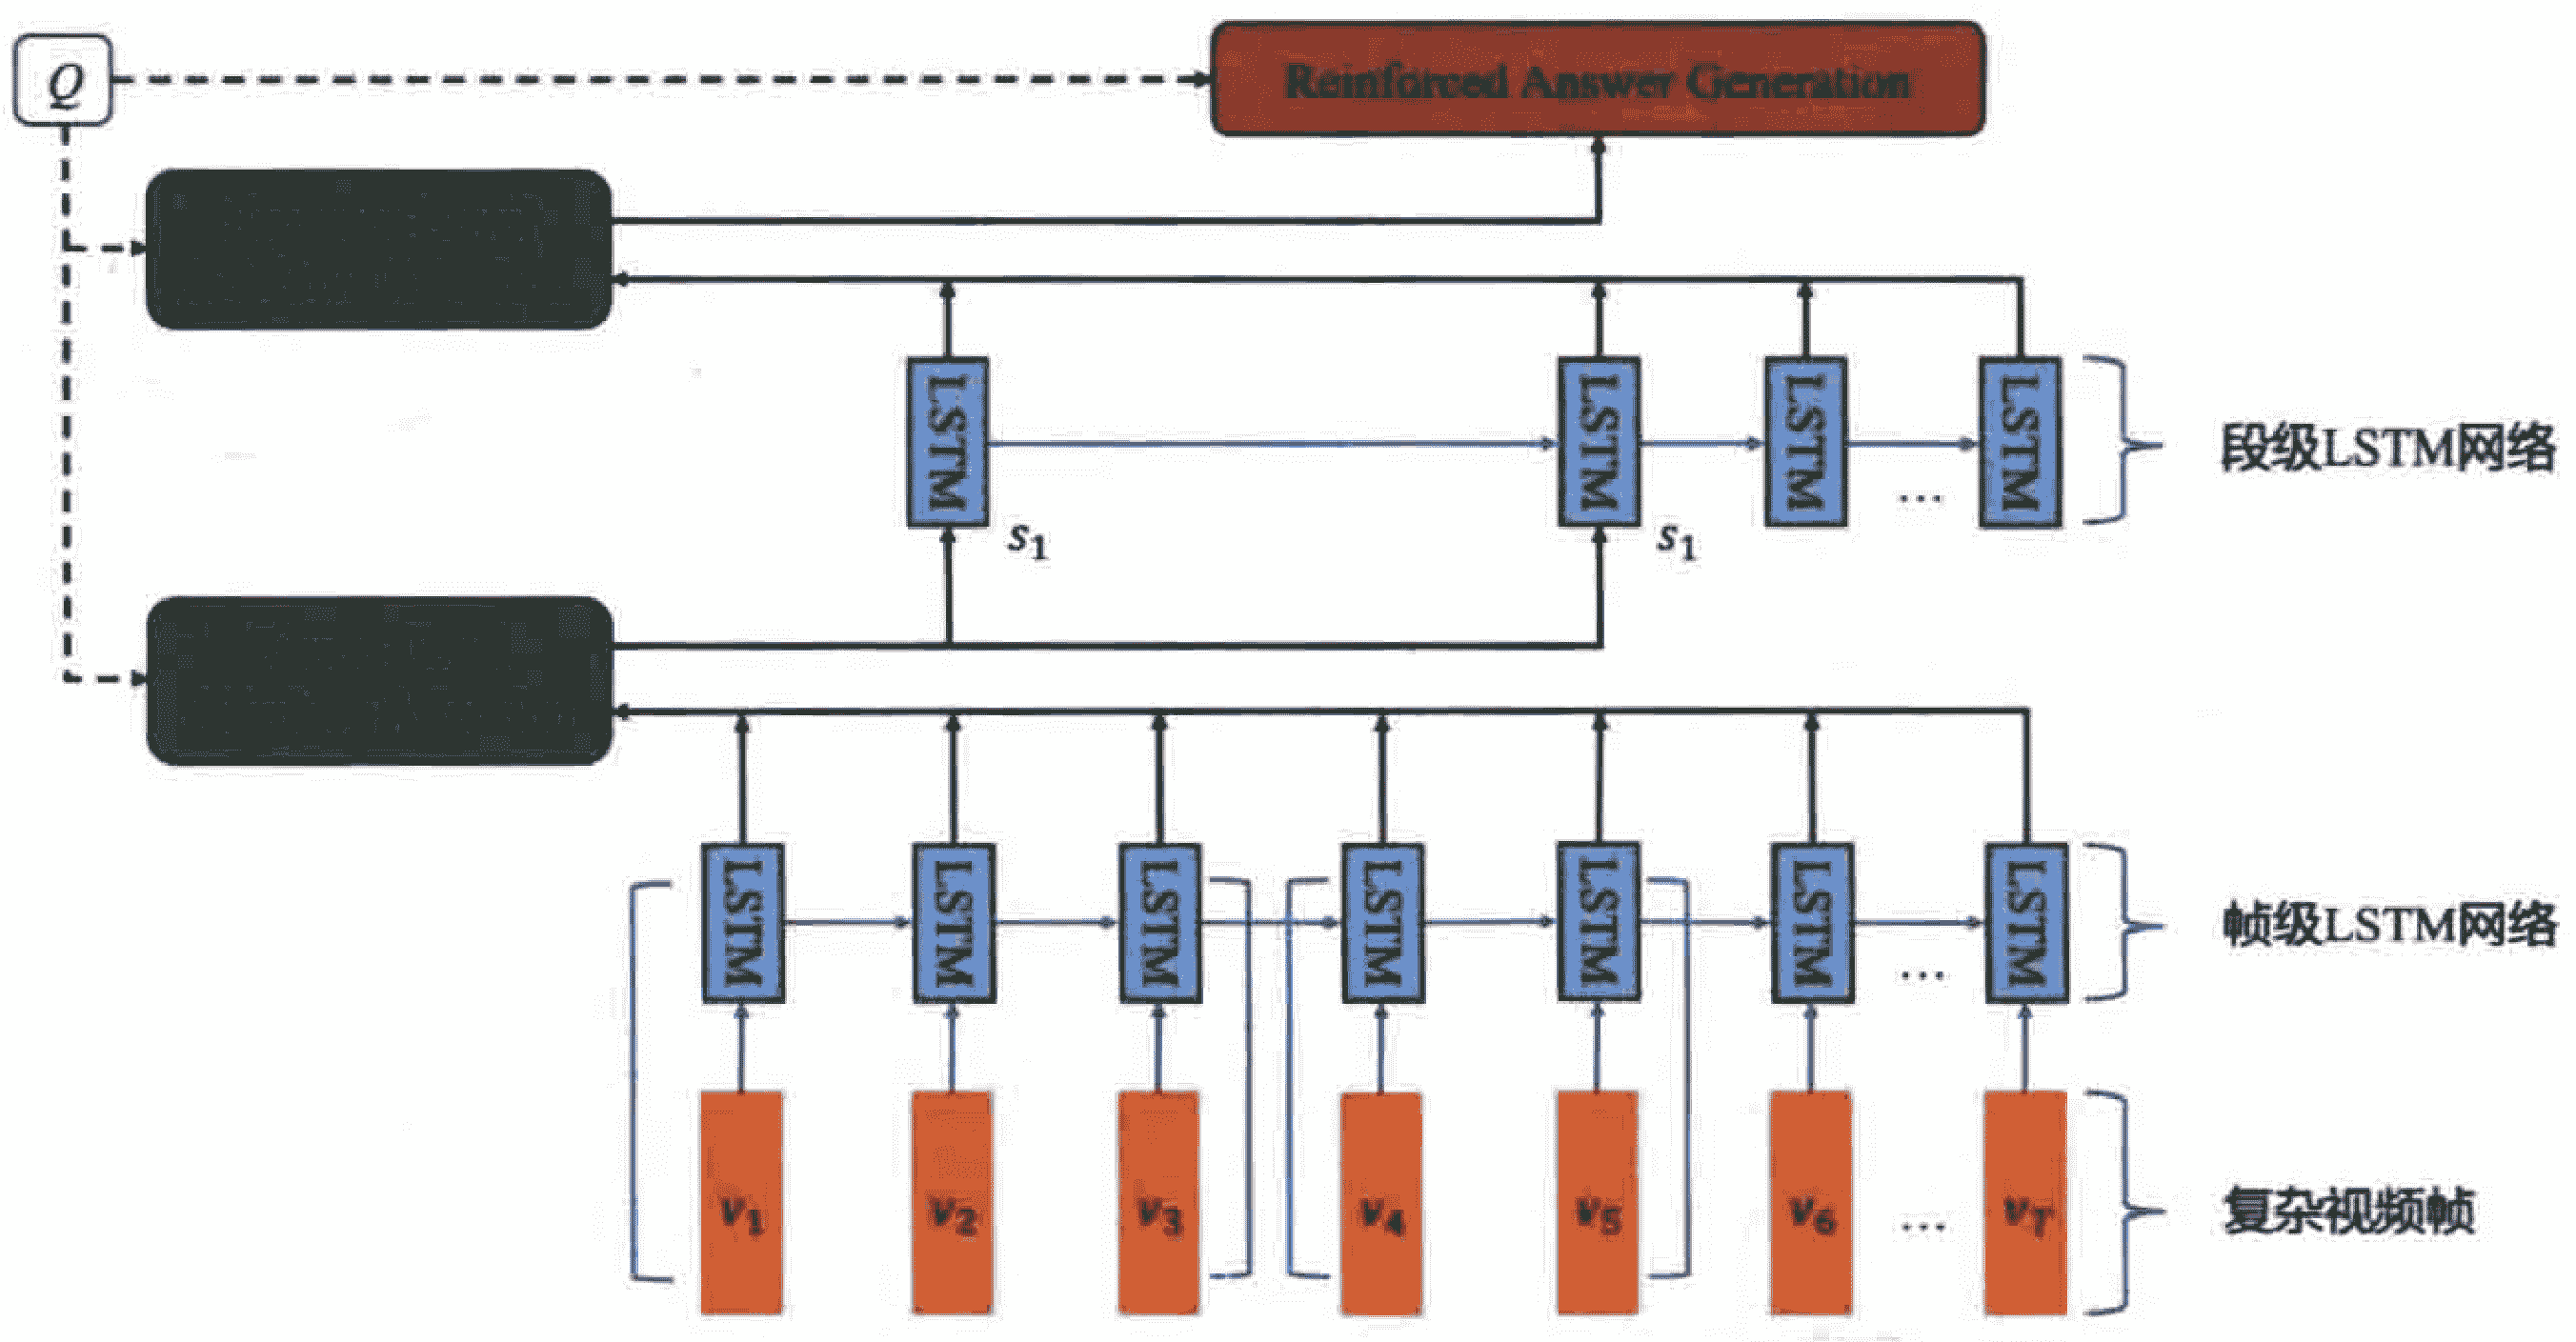 Q
Reinforced Answer Generation
LSTM
LSTM
LSTM
...
LSTM
段级LSTM网络
s1
s1
LSTM
LSTM
LSTM
LSTM
LSTM
LSTM
...
LSTM
帧级LSTM网络
v1
v2
v3
v4
v5
v6
...
vT
复杂视频帧